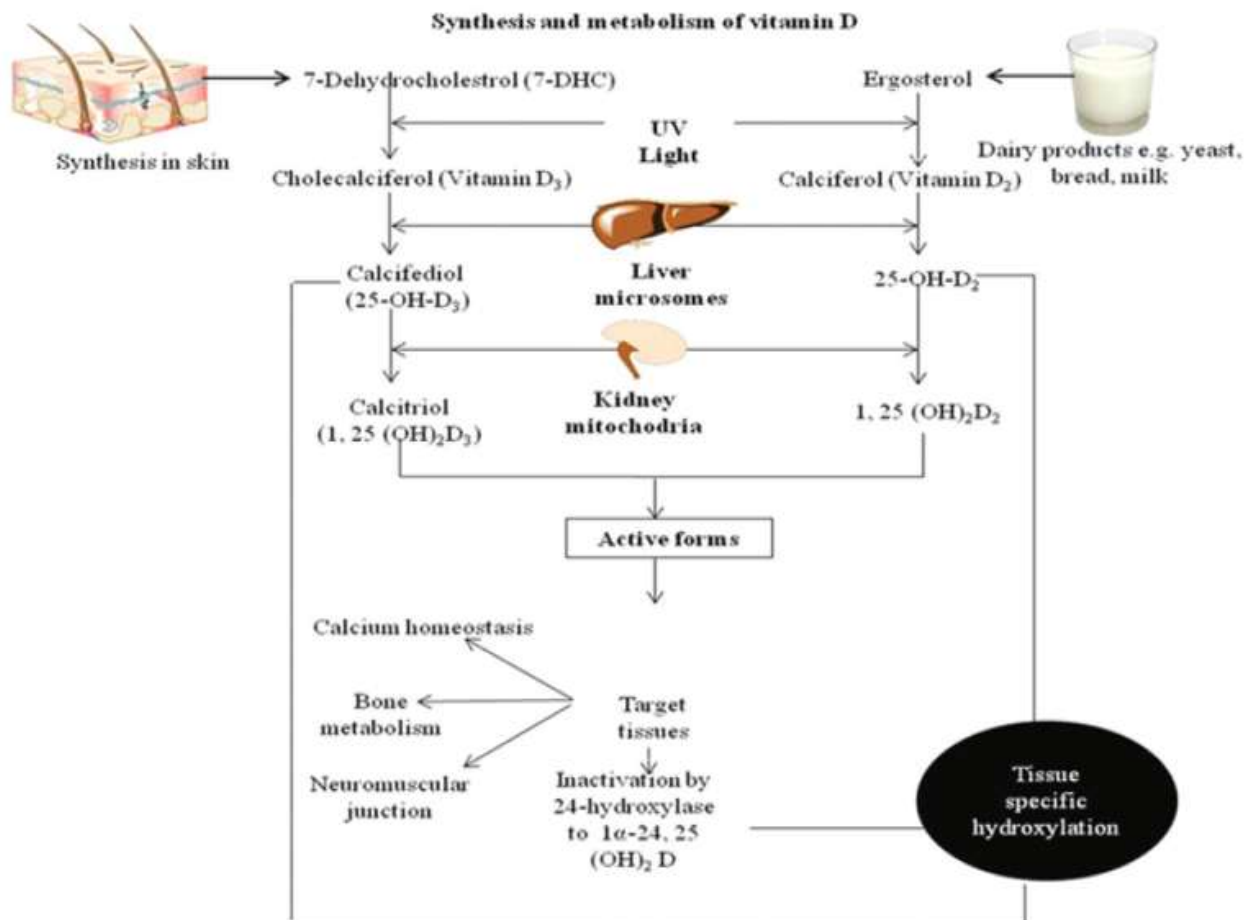 Synthesis and metabolism of vitamin D
7-Dehydrocholestrol (7-DHC)
Ergosterol
Synthesis in skin
UV
Light
Dairy products e.g. yeast,
bread, milk
Cholecalciferol (Vitamin D₃)
Calciferol (Vitamin D₂)
Calcifediol
(25-OH-D₃)
Liver
microsomes
25-OH-D₂
Calcitriol
(1, 25 (OH)₂D₃)
Kidney
mitochodria
1, 25 (OH)₂D₂
Active forms
Calcium homeostasis
Bone
metabolism
Neuromuscular
junction
Target
tissues
Inactivation by
24-hydroxylase
to 1α-24, 25
(OH)₂ D
Tissue
specific
hydroxylation